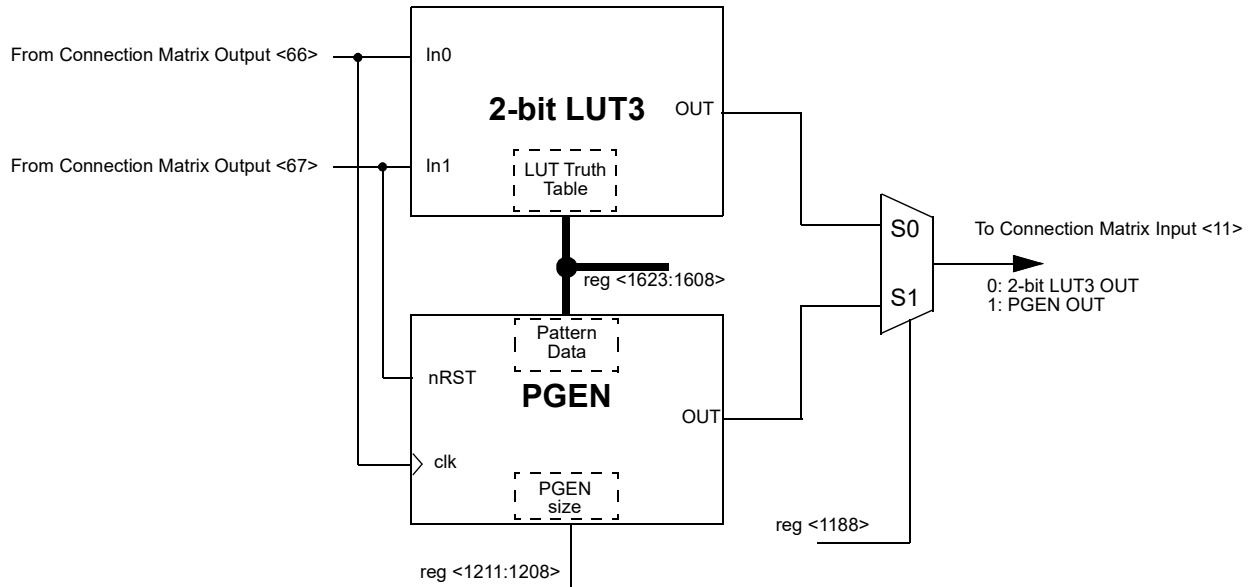 From Connection Matrix Output <66>
In0
2-bit LUT3
OUT
From Connection Matrix Output <67>
In1
LUT Truth
Table
S0
To Connection Matrix Input <11>
reg <1623:1608>
0: 2-bit LUT3 OUT
S1
1: PGEN OUT
Pattern
Data
nRST
PGEN
OUT
clk
PGEN
size
reg <1188>
reg <1211:1208>